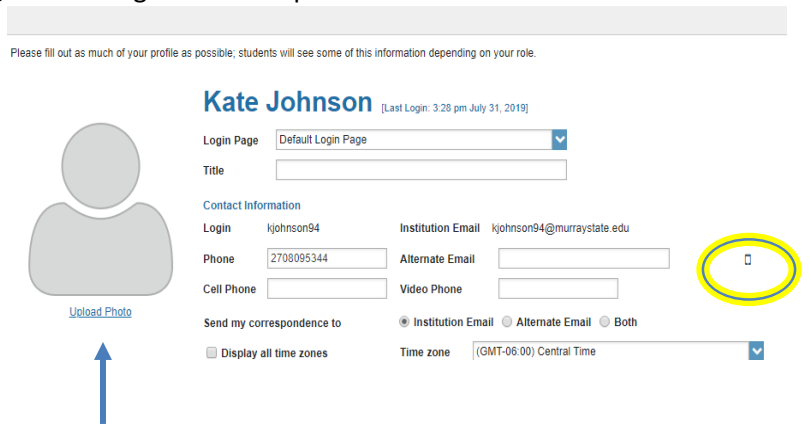 Please fill out as much of your profile as possible; students will see some of this information depending on your role.
Kate Johnson [Last Login: 3:28 pm July 31, 2019]
Login Page Default Login Page
Title
Contact Information
Login kjohnson94 Institution Email kjohnson94@murraystate.edu
Phone 2708095344 Alternate Email
Cell Phone Video Phone
Upload Photo
Send my correspondence to Institution Email Alternate Email Both
Display all time zones Time zone (GMT-06:00) Central Time